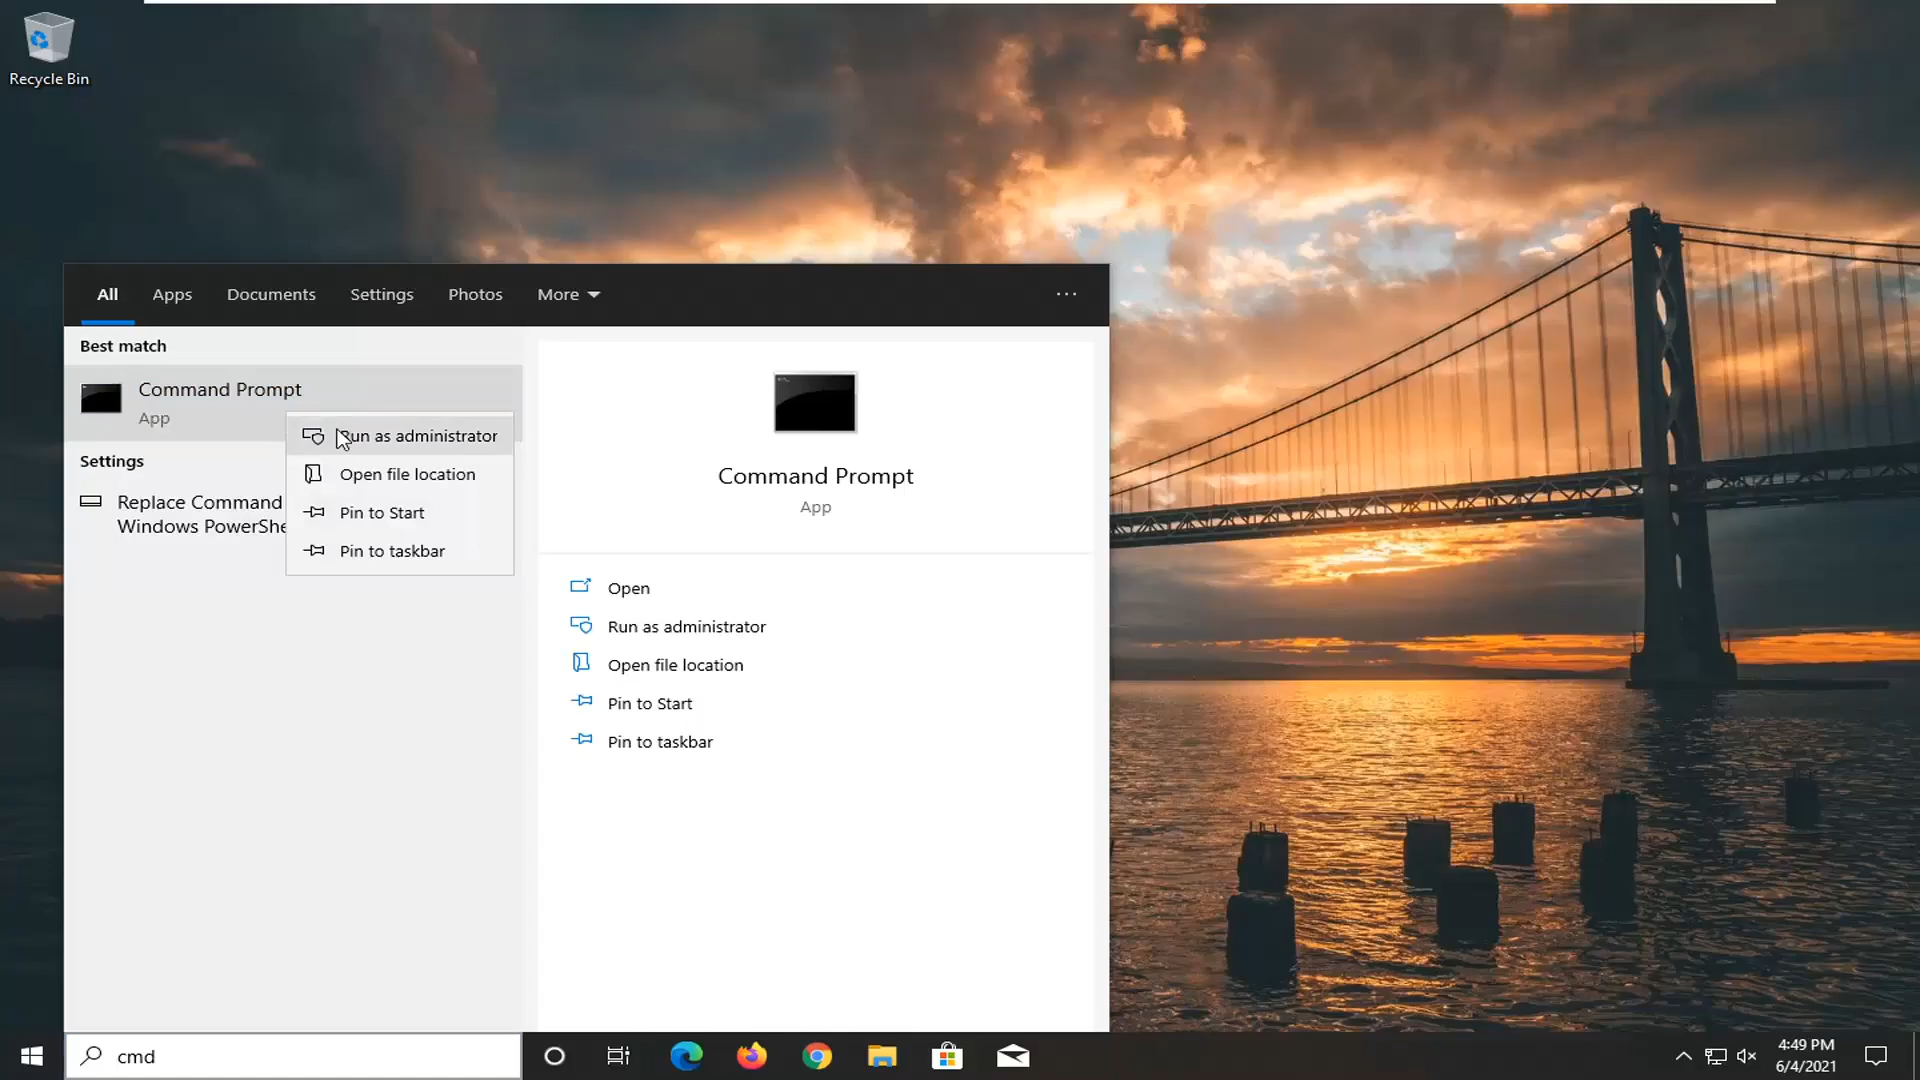 Recycle Bin
All Apps Documents Settings Photos More
Best match
Command Prompt
App
Run as administrator
Open file location
Pin to Start
Pin to taskbar
Settings
Replace Command
Windows PowerShe
Command Prompt
App
Open
Run as administrator
Open file location
Pin to Start
Pin to taskbar
cmd
4:49 PM
6/4/2021